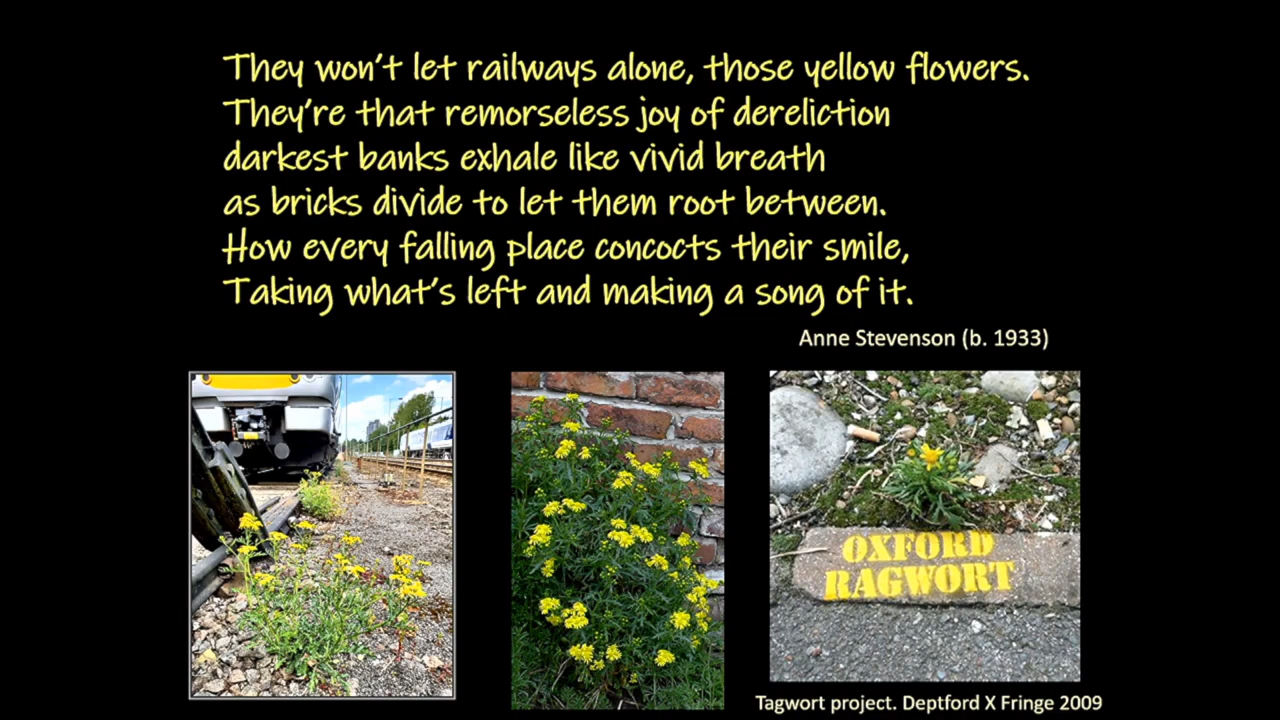 They won't let railways alone, those yellow flowers.
They're that remorseless joy of dereliction
darkest banks exhale like vivid breath
as bricks divide to let them root between.
How every falling place concocts their smile,
Taking what's left and making a song of it.
Anne Stevenson (b. 1933)
OXFORD
RAGWORT
Tagwort project. Deptford X Fringe 2009